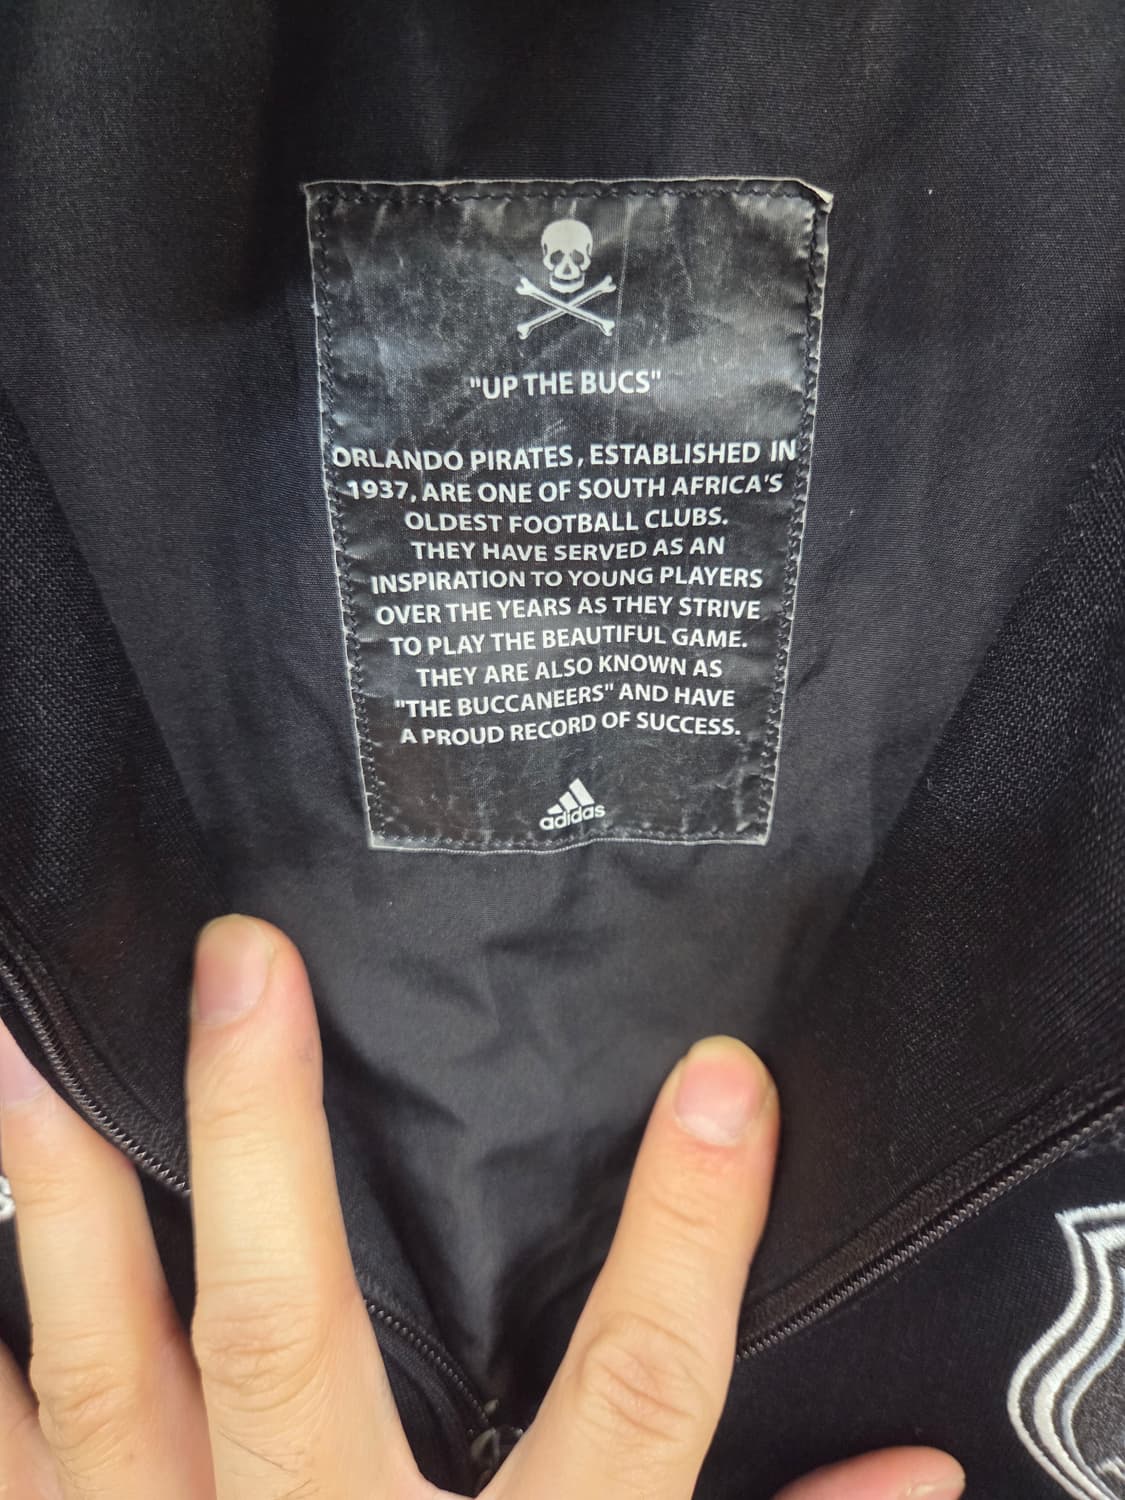 "UP THE BUCS"
ORLANDO PIRATES, ESTABLISHED IN
1937, ARE ONE OF SOUTH AFRICA'S
OLDEST FOOTBALL CLUBS.
THEY HAVE SERVED AS AN
INSPIRATION TO YOUNG PLAYERS
OVER THE YEARS AS THEY STRIVE
TO PLAY THE BEAUTIFUL GAME.
THEY ARE ALSO KNOWN AS
"THE BUCCANEERS" AND HAVE
A PROUD RECORD OF SUCCESS.
adidas